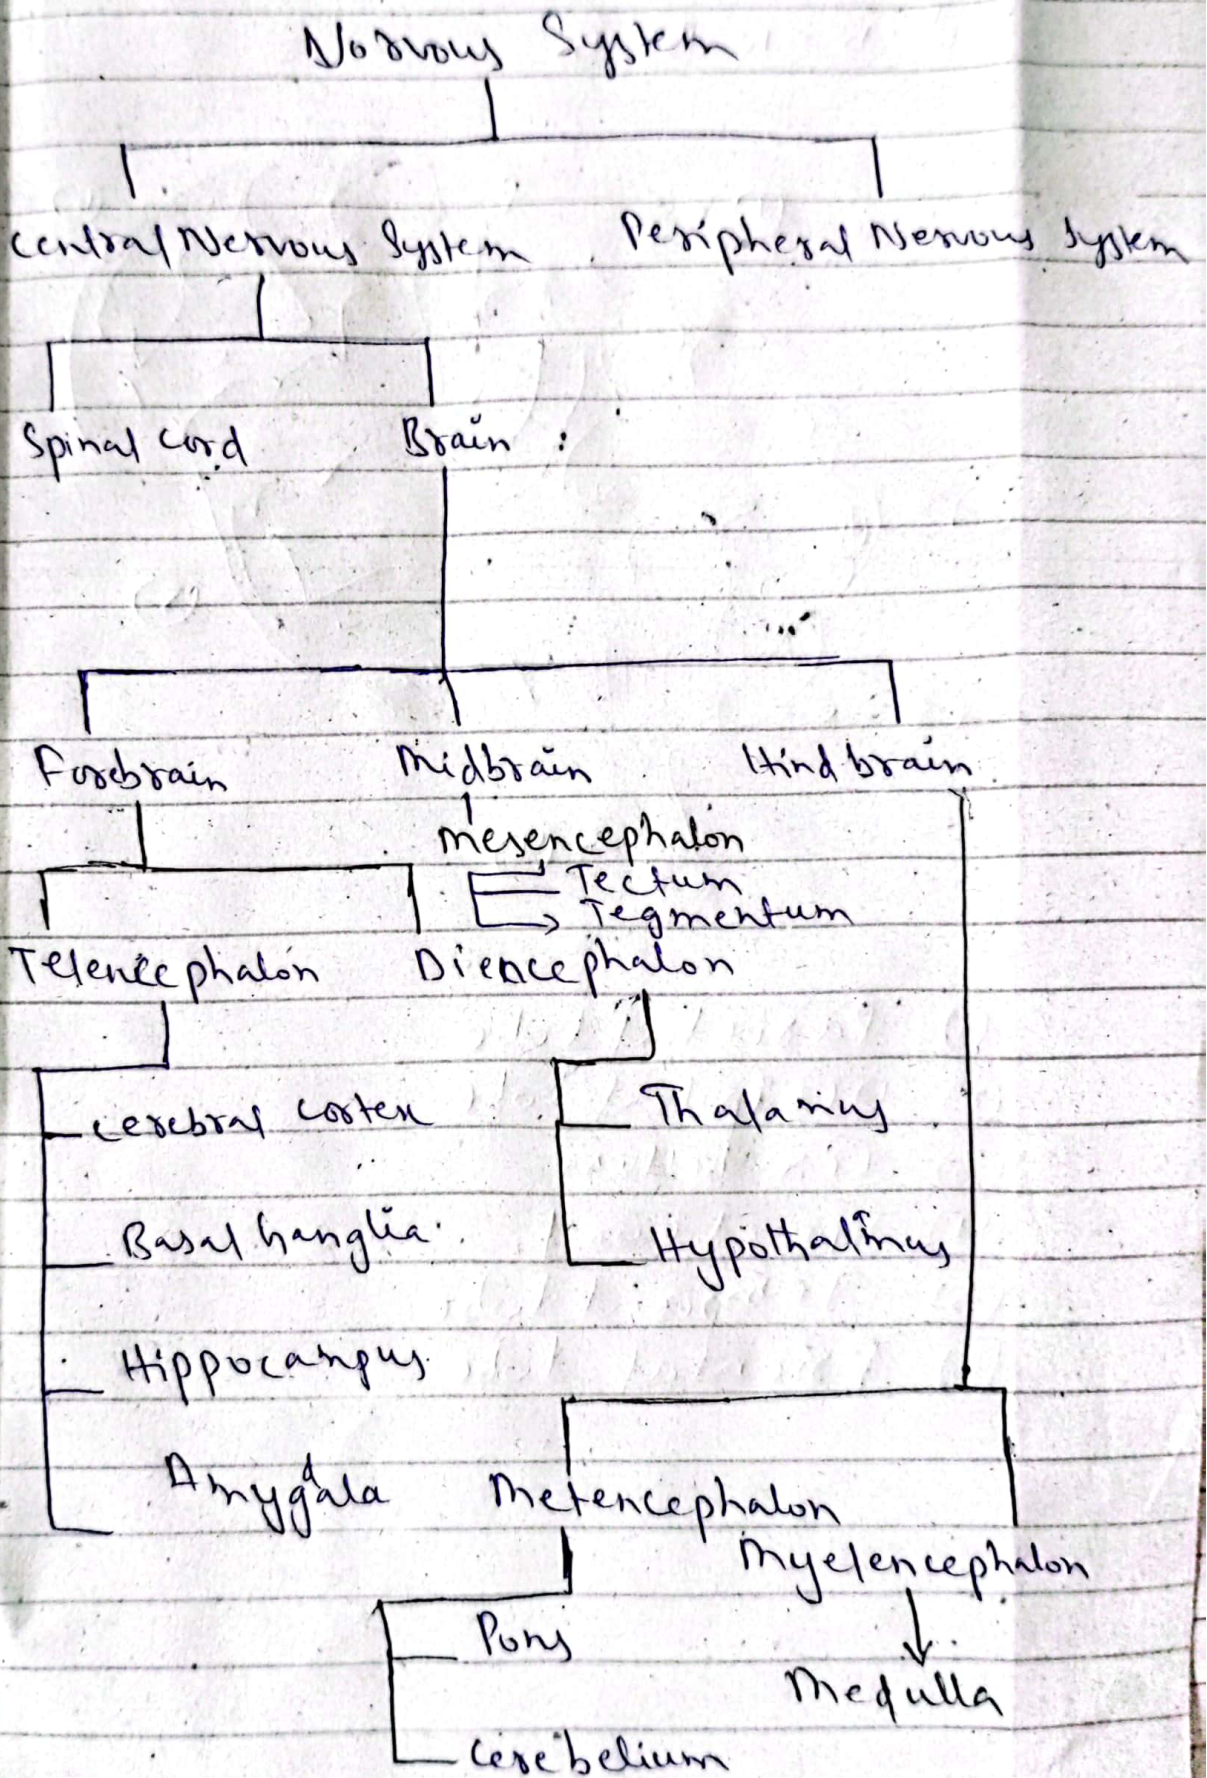 Nervous System
Central Nervous System Peripheral Nervous System
Spinal cord Brain :
Forebrain Midbrain Hind brain
Mesencephalon
Tectum
Tegmentum
Telencephalon Diencephalon
cerebral cortex Thalamus
Basal Ganglia Hypothalmus
Hippocampus
Amygdala Metencephalon
Myelencephalon
Pons
Medulla
Cerebelium